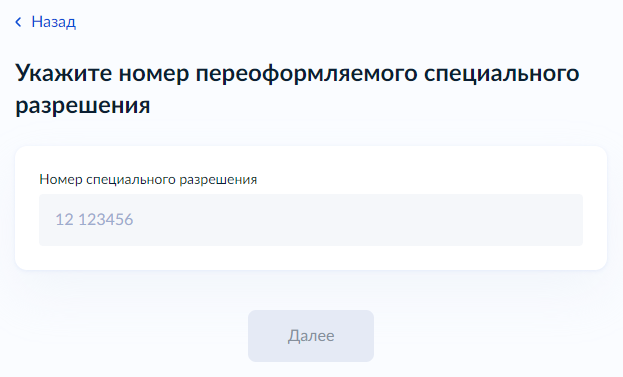 Назад
Укажите номер переоформляемого специального
разрешения
Номер специального разрешения
12 123456
Далее